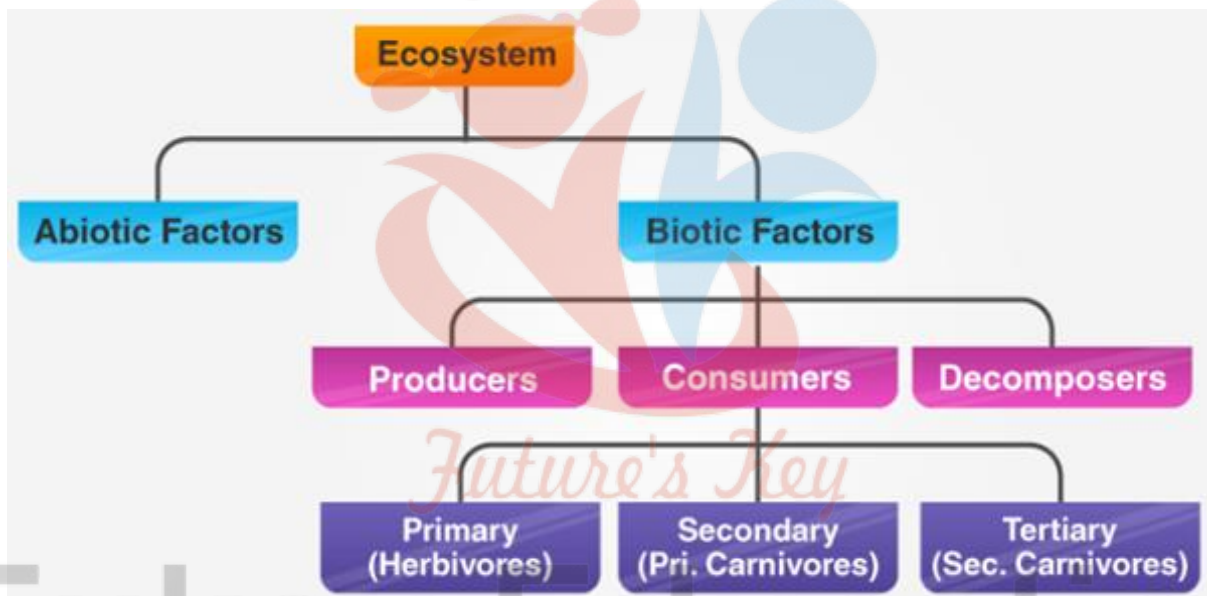 Ecosystem
Abiotic Factors
Biotic Factors
Producers
Consumers
Decomposers
Future's Key
Primary
(Herbivores)
Secondary
(Pri. Carnivores)
Tertiary
(Sec. Carnivores)